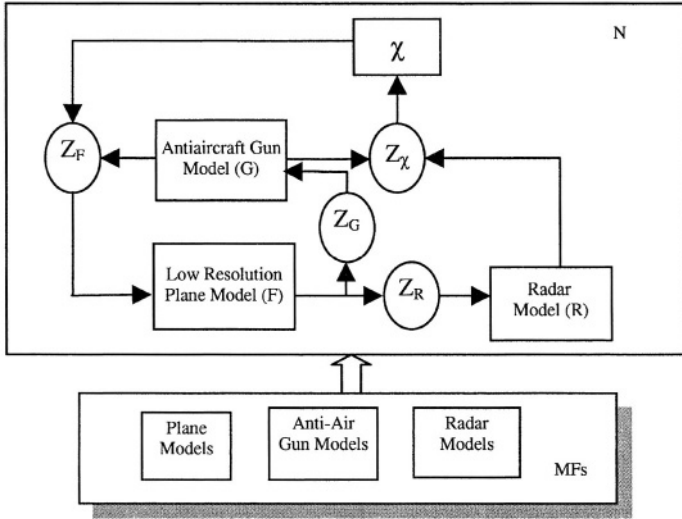 N
χ
Z_F
Antiaircraft Gun
Model (G)
Z_χ
Z_G
Low Resolution
Plane Model (F)
Z_R
Radar
Model (R)
Plane
Models
Anti-Air
Gun Models
Radar
Models
MFs